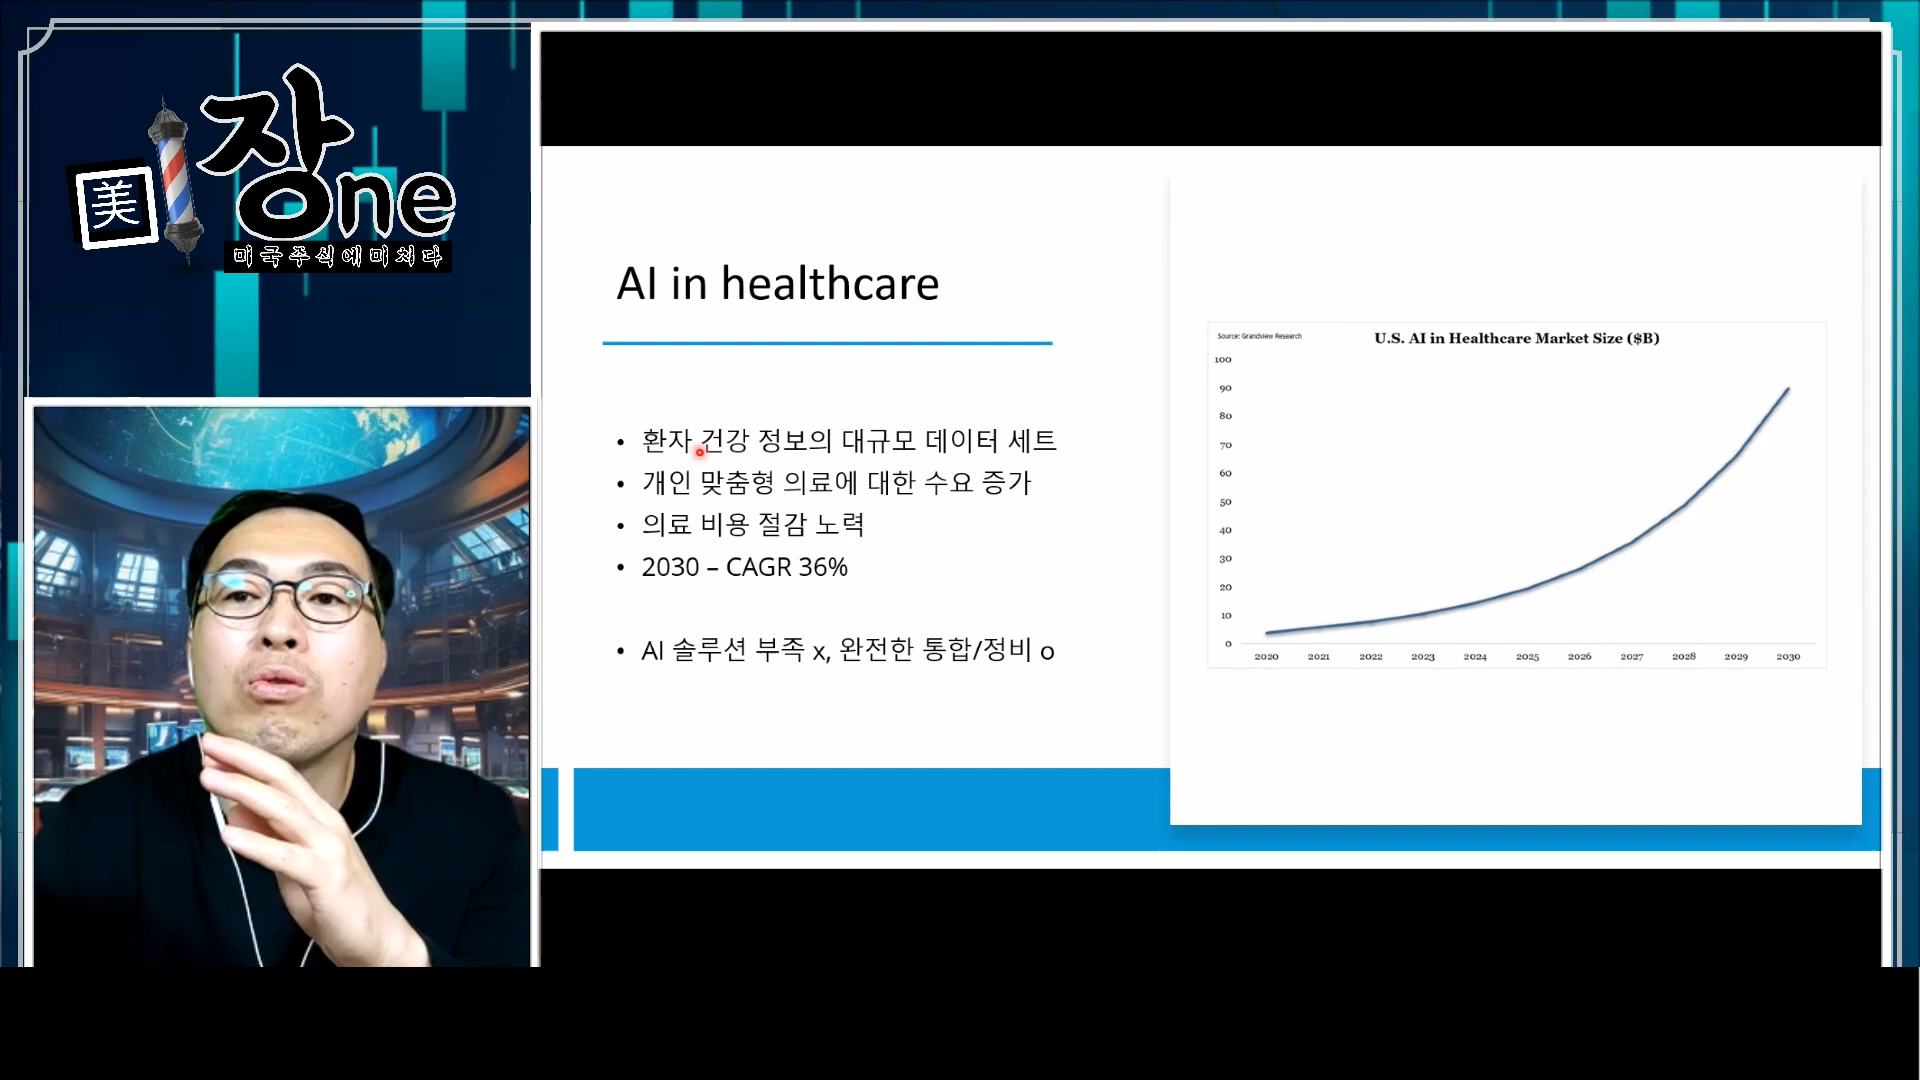 美
장one
미국주식에미치다
AI in healthcare
• 환자 건강 정보의 대규모 데이터 세트
• 개인 맞춤형 의료에 대한 수요 증가
• 의료 비용 절감 노력
• 2030 – CAGR 36%
• AI 솔루션 부족 x, 완전한 통합/정비 o
Source: Grandview Research
U.S. AI in Healthcare Market Size ($B)
100
90
80
70
60
50
40
30
20
10
0
2020 2021 2022 2023 2024 2025 2026 2027 2028 2029 2030